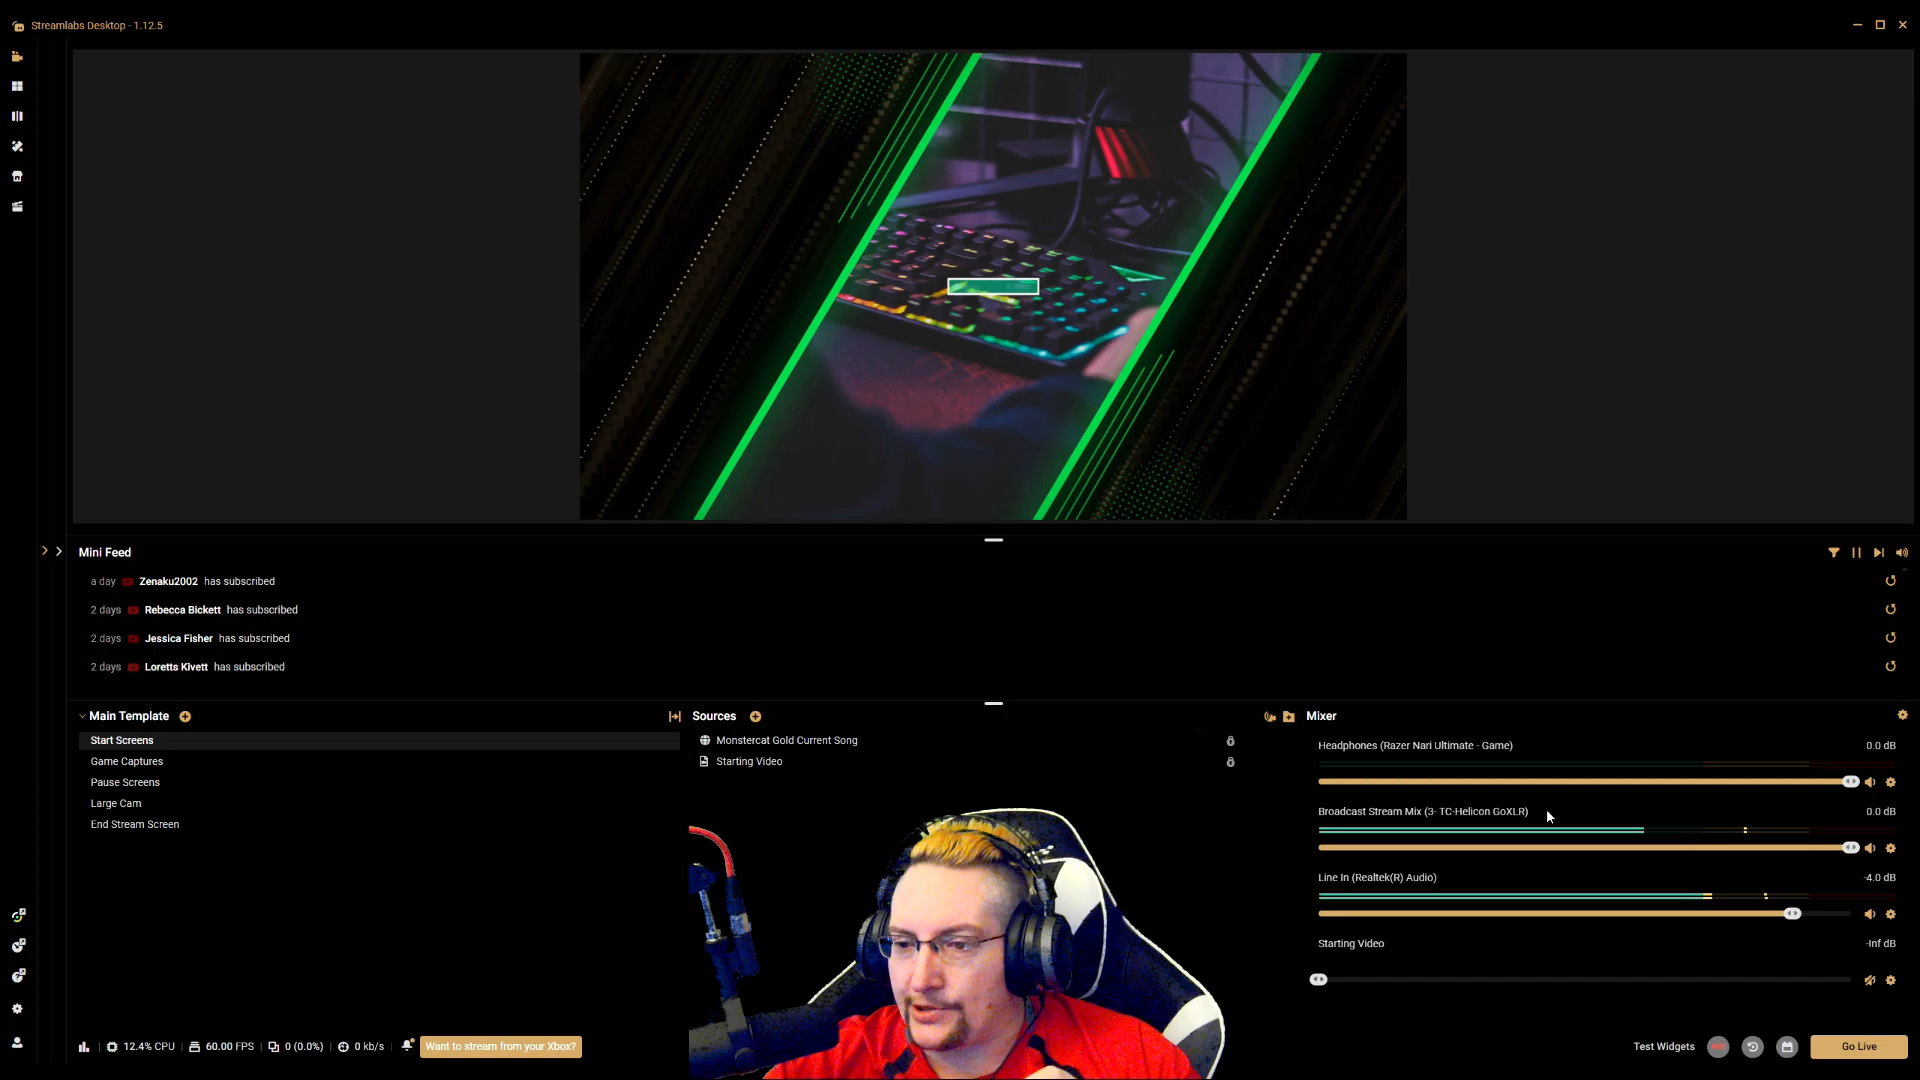 Streamlabs Desktop - 1.12.5
Mini Feed
a day Zenaku2002 has subscribed
2 days Rebecca Bickett has subscribed
2 days Jessica Fisher has subscribed
2 days Loretts Kivett has subscribed
Main Template
Start Screens
Game Captures
Pause Screens
Large Cam
End Stream Screen
Sources
Monstercat Gold Current Song
Starting Video
Mixer
Headphones (Razer Nari Ultimate - Game) 0.0 dB
Broadcast Stream Mix (3- TC-Helicon GoXLR) 0.0 dB
Line In (Realtek(R) Audio) -4.0 dB
Starting Video -Inf dB
12.4% CPU 60.00 FPS 0 (0.0%) 0 kb/s Want to stream from your Xbox?
Test Widgets REC Go Live